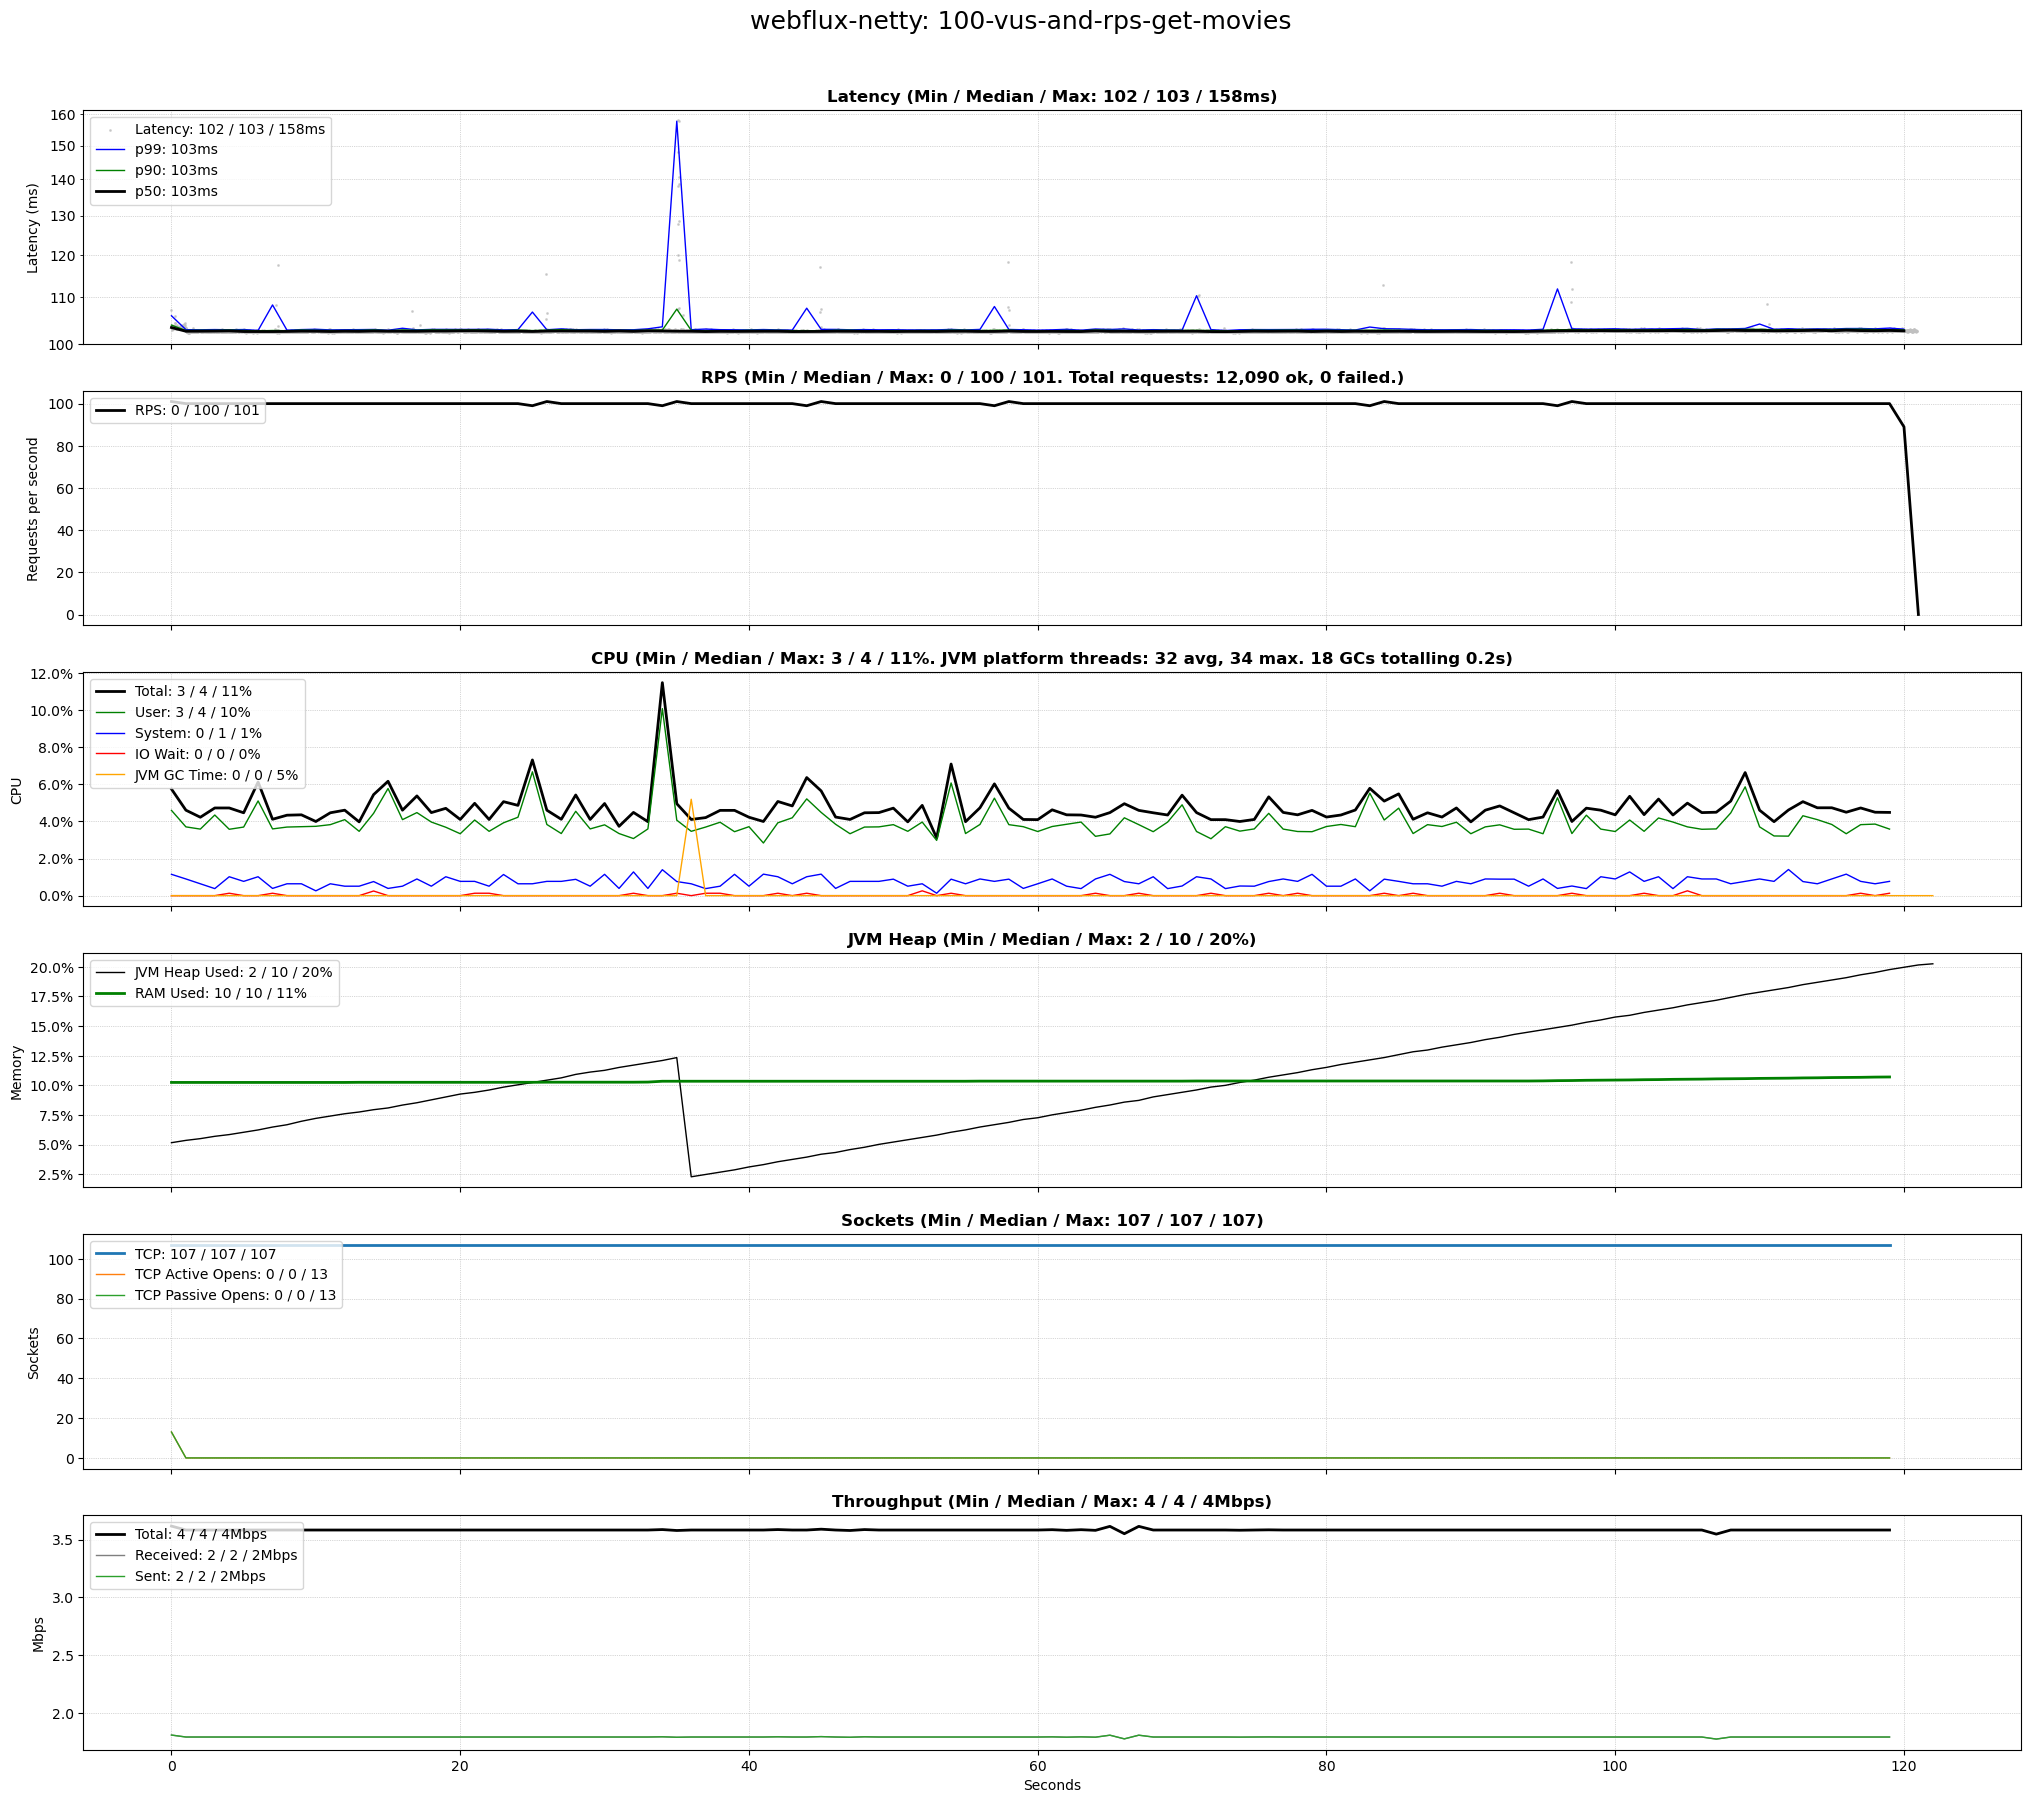 webflux-netty: 100-vus-and-rps-get-movies
Latency (Min / Median / Max: 102 / 103 / 158ms)
Latency (ms)
160
150
140
130
120
110
100
Latency: 102 / 103 / 158ms
p99: 103ms
p90: 103ms
p50: 103ms
RPS (Min / Median / Max: 0 / 100 / 101. Total requests: 12,090 ok, 0 failed.)
Requests per second
100
80
60
40
20
0
RPS: 0 / 100 / 101
CPU (Min / Median / Max: 3 / 4 / 11%. JVM platform threads: 32 avg, 34 max. 18 GCs totalling 0.2s)
CPU
12.0%
10.0%
8.0%
6.0%
4.0%
2.0%
0.0%
Total: 3 / 4 / 11%
User: 3 / 4 / 10%
System: 0 / 1 / 1%
IO Wait: 0 / 0 / 0%
JVM GC Time: 0 / 0 / 5%
JVM Heap (Min / Median / Max: 2 / 10 / 20%)
Memory
20.0%
17.5%
15.0%
12.5%
10.0%
7.5%
5.0%
2.5%
JVM Heap Used: 2 / 10 / 20%
RAM Used: 10 / 10 / 11%
Sockets (Min / Median / Max: 107 / 107 / 107)
Sockets
100
80
60
40
20
0
TCP: 107 / 107 / 107
TCP Active Opens: 0 / 0 / 13
TCP Passive Opens: 0 / 0 / 13
Throughput (Min / Median / Max: 4 / 4 / 4Mbps)
Mbps
3.5
3.0
2.5
2.0
Total: 4 / 4 / 4Mbps
Received: 2 / 2 / 2Mbps
Sent: 2 / 2 / 2Mbps
0 20 40 60 80 100 120
Seconds